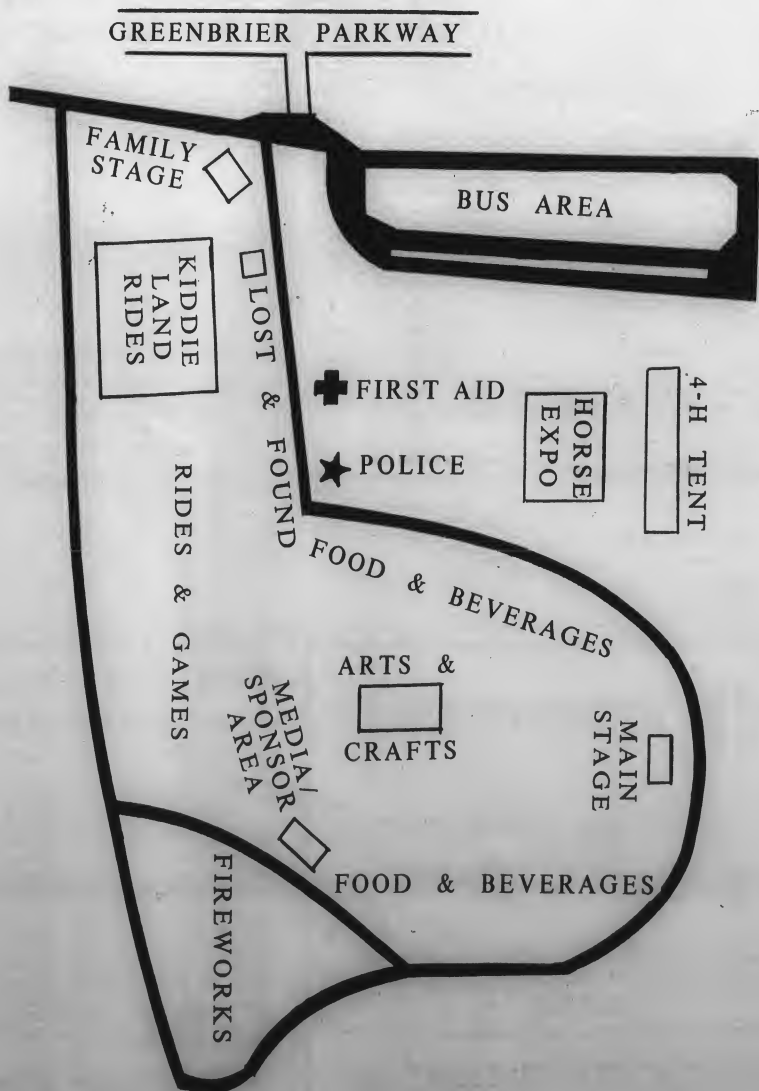 GREENBRIER PARKWAY
FAMILY
STAGE
BUS AREA
KIDDIE
LAND
RIDES
LOST & FOUND
FIRST AID
POLICE
HORSE
EXPO
4-H TENT
RIDES & GAMES
FOOD & BEVERAGES
ARTS &
CRAFTS
MEDIA/
SPONSOR
AREA
MAIN
STAGE
FOOD & BEVERAGES
FIREWORKS